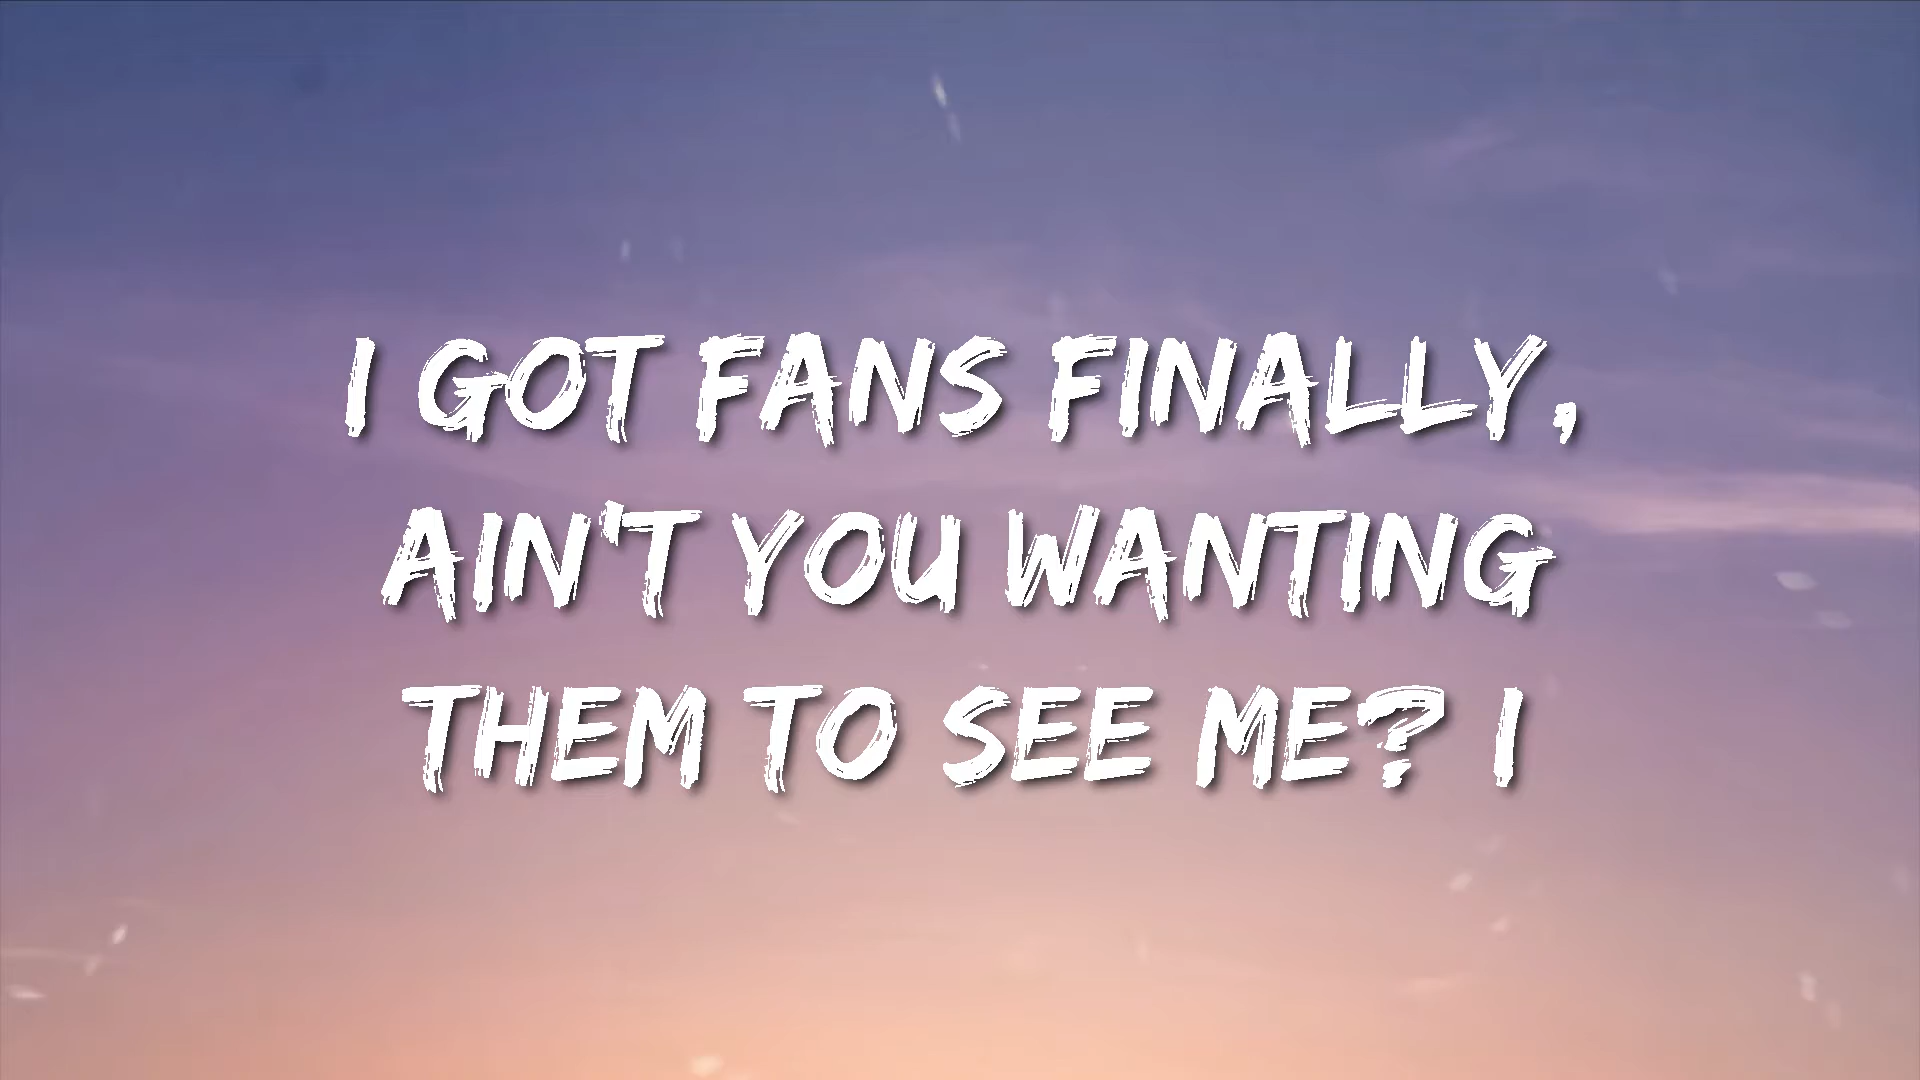 I GOT FANS FINALLY,
AIN'T YOU WANTING
THEM TO SEE ME? I